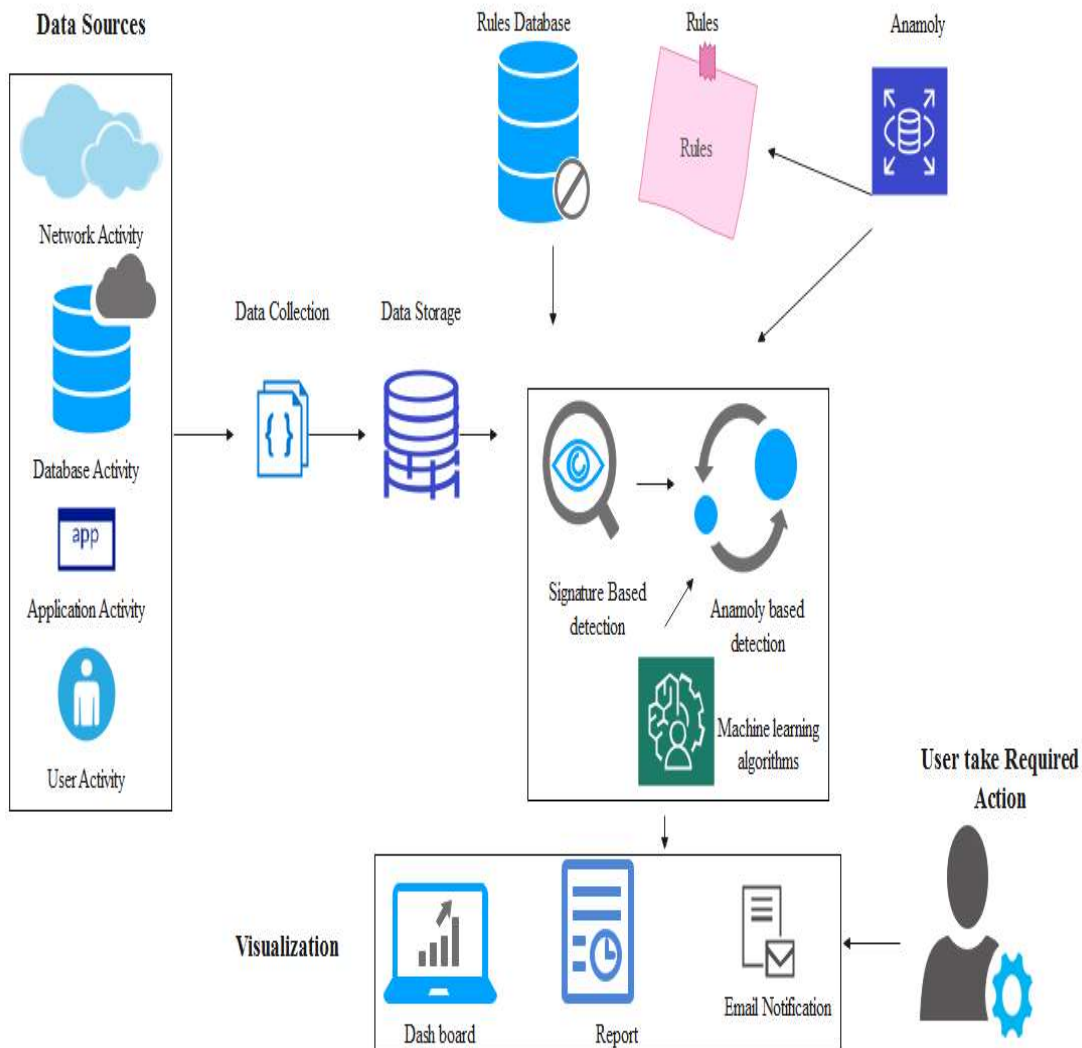 Data Sources
Rules Database
Rules
Anamoly
Rules
Network Activity
Data Collection
Data Storage
Database Activity
app
Application Activity
User Activity
Signature Based
detection
Anamoly based
detection
Machine learning
algorithms
User take Required
Action
Visualization
Dash board
Report
Email Notification